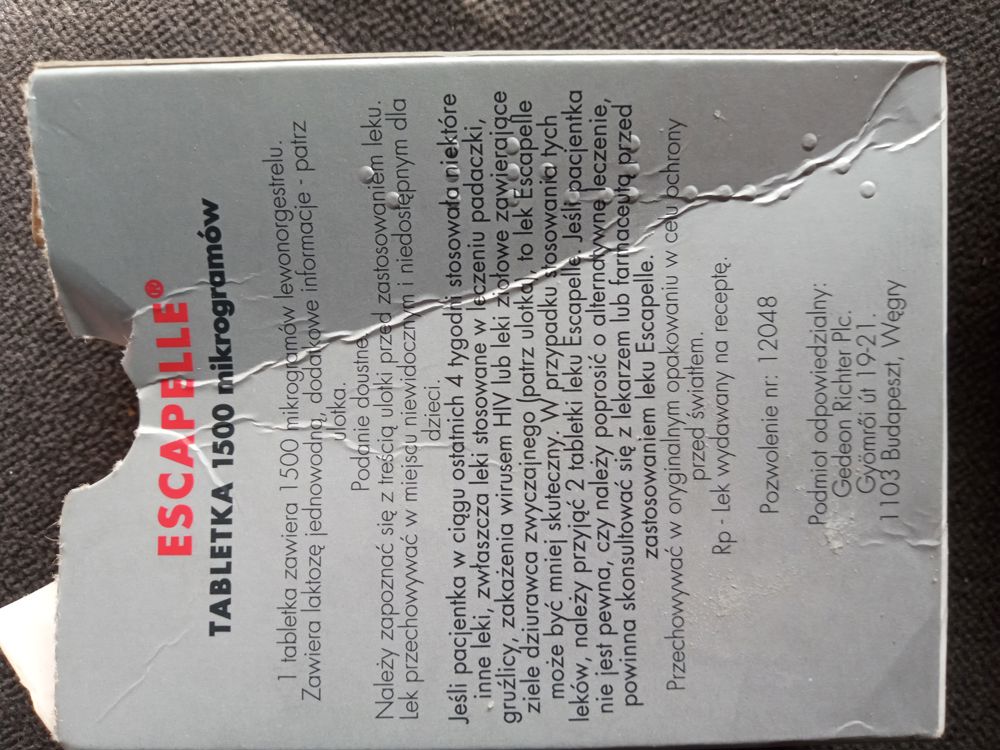 ESCAPELLE®
TABLETKA 1500 mikrogramów
1 tabletka zawiera 1500 mikrogramów lewonorgestrelu.
Zawiera laktozę jednowodną, dodatkowe informacje - patrz
ulotka.
Podanie doustne.
Należy zapoznać się z treścią ulotki przed zastosowaniem leku.
Lek przechowywać w miejscu niewidocznym i niedostępnym dla
dzieci.
Jeśli pacjentka w ciągu ostatnich 4 tygodni stosowała niektóre
inne leki, zwłaszcza leki stosowane w leczeniu padaczki,
gruźlicy, zakażenia wirusem HIV lub leki ziołowe zawierające
ziele dziurawca zwyczajnego (patrz ulotka), to lek Escapelle
może być mniej skuteczny. W przypadku stosowania tych
leków, należy przyjąć 2 tabletki leku Escapelle. Jeśli pacjentka
nie jest pewna, czy należy poprosić o alternatywne leczenie,
powinna skonsultować się z lekarzem lub farmaceutą przed
zastosowaniem leku Escapelle.
Przechowywać w oryginalnym opakowaniu w celu ochrony
przed światłem.
Rp - Lek wydawany na receptę.
Pozwolenie nr: 12048
Podmiot odpowiedzialny:
Gedeon Richter Plc.
Gyömrői út 19-21.
1103 Budapeszt, Węgry